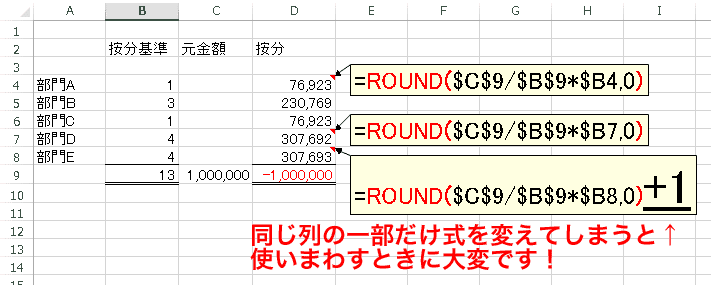 A B C D E F G H I
1
2 按分基準 元金額 按分
3
4 部門A 1 76,923 =ROUND($C$9/$B$9*$B4,0)
5 部門B 3 230,769
6 部門C 1 76,923
7 部門D 4 307,692 =ROUND($C$9/$B$9*$B7,0)
8 部門E 4 307,693
9 13 1,000,000 -1,000,000 =ROUND($C$9/$B$9*$B8,0)+1
10
11
12 同じ列の一部だけ式を変えてしまうと↑
13 使いまわすときに大変です！
14
15